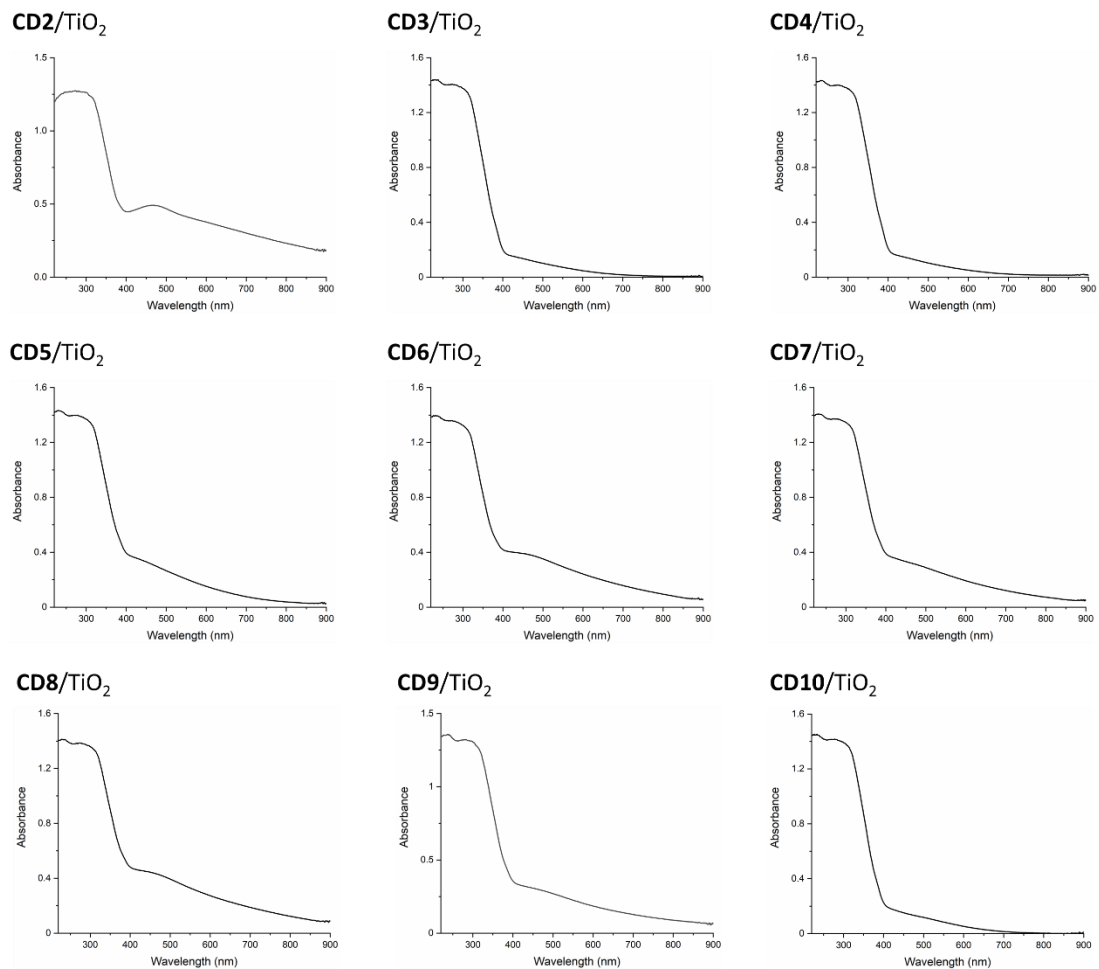 CD2/TiO₂
CD3/TiO₂
CD4/TiO₂
1.5
1.0
0.5
0.0
Absorbance
300 400 500 600 700 800 900
Wavelength (nm)
1.6
1.2
0.8
0.4
0
Absorbance
300 400 500 600 700 800 900
Wavelength (nm)
1.6
1.2
0.8
0.4
0
Absorbance
300 400 500 600 700 800 900
Wavelength (nm)
CD5/TiO₂
CD6/TiO₂
CD7/TiO₂
1.6
1.2
0.8
0.4
0
Absorbance
300 400 500 600 700 800 900
Wavelength (nm)
1.6
1.2
0.8
0.4
0
Absorbance
300 400 500 600 700 800 900
Wavelength (nm)
1.6
1.2
0.8
0.4
0
Absorbance
300 400 500 600 700 800 900
Wavelength (nm)
CD8/TiO₂
CD9/TiO₂
CD10/TiO₂
1.6
1.2
0.8
0.4
0
Absorbance
300 400 500 600 700 800 900
Wavelength (nm)
1.5
1
0.5
0
Absorbance
300 400 500 600 700 800 900
Wavelength (nm)
1.6
1.2
0.8
0.4
0
Absorbance
300 400 500 600 700 800 900
Wavelength (nm)